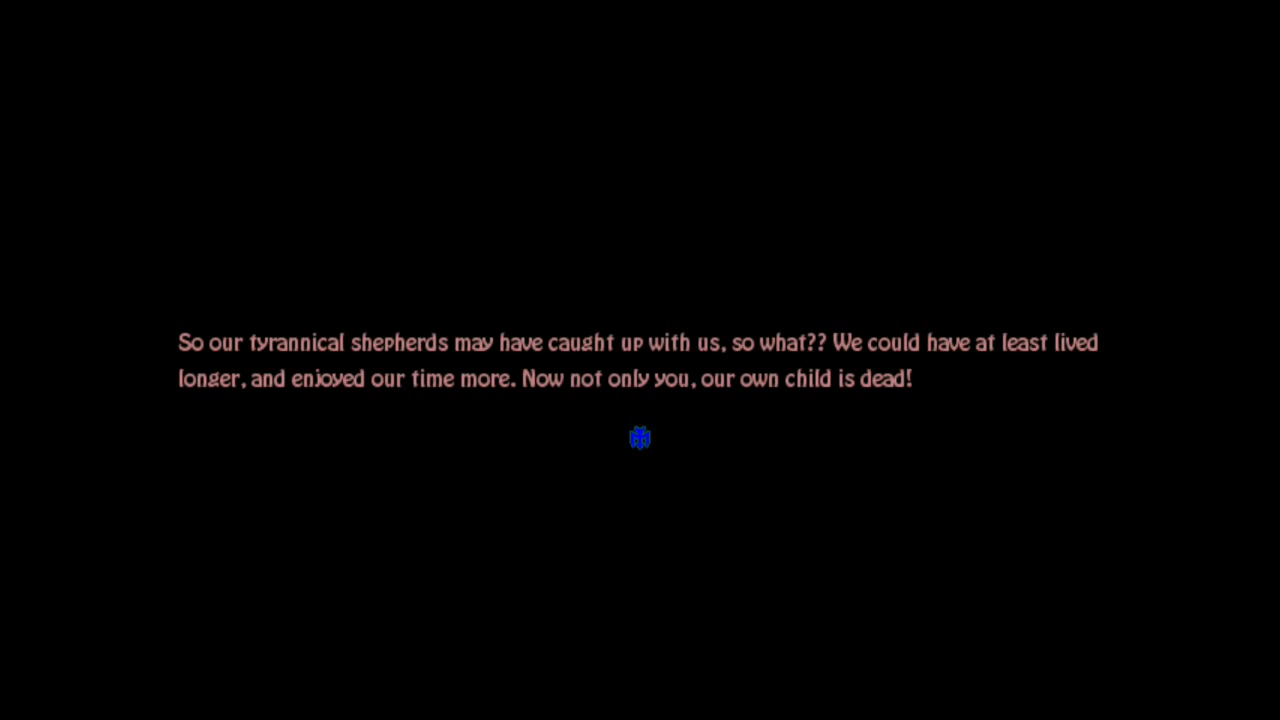 So our tyrannical shepherds may have caught up with us, so what?? We could have at least lived
longer, and enjoyed our time more. Now not only you, our own child is dead!